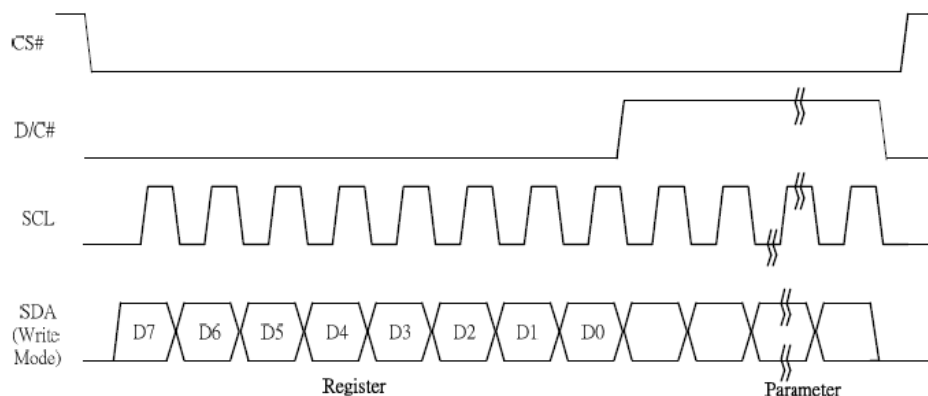 CS#
D/C#
SCL
SDA
(Write
Mode)
D7 D6 D5 D4 D3 D2 D1 D0
Register Parameter